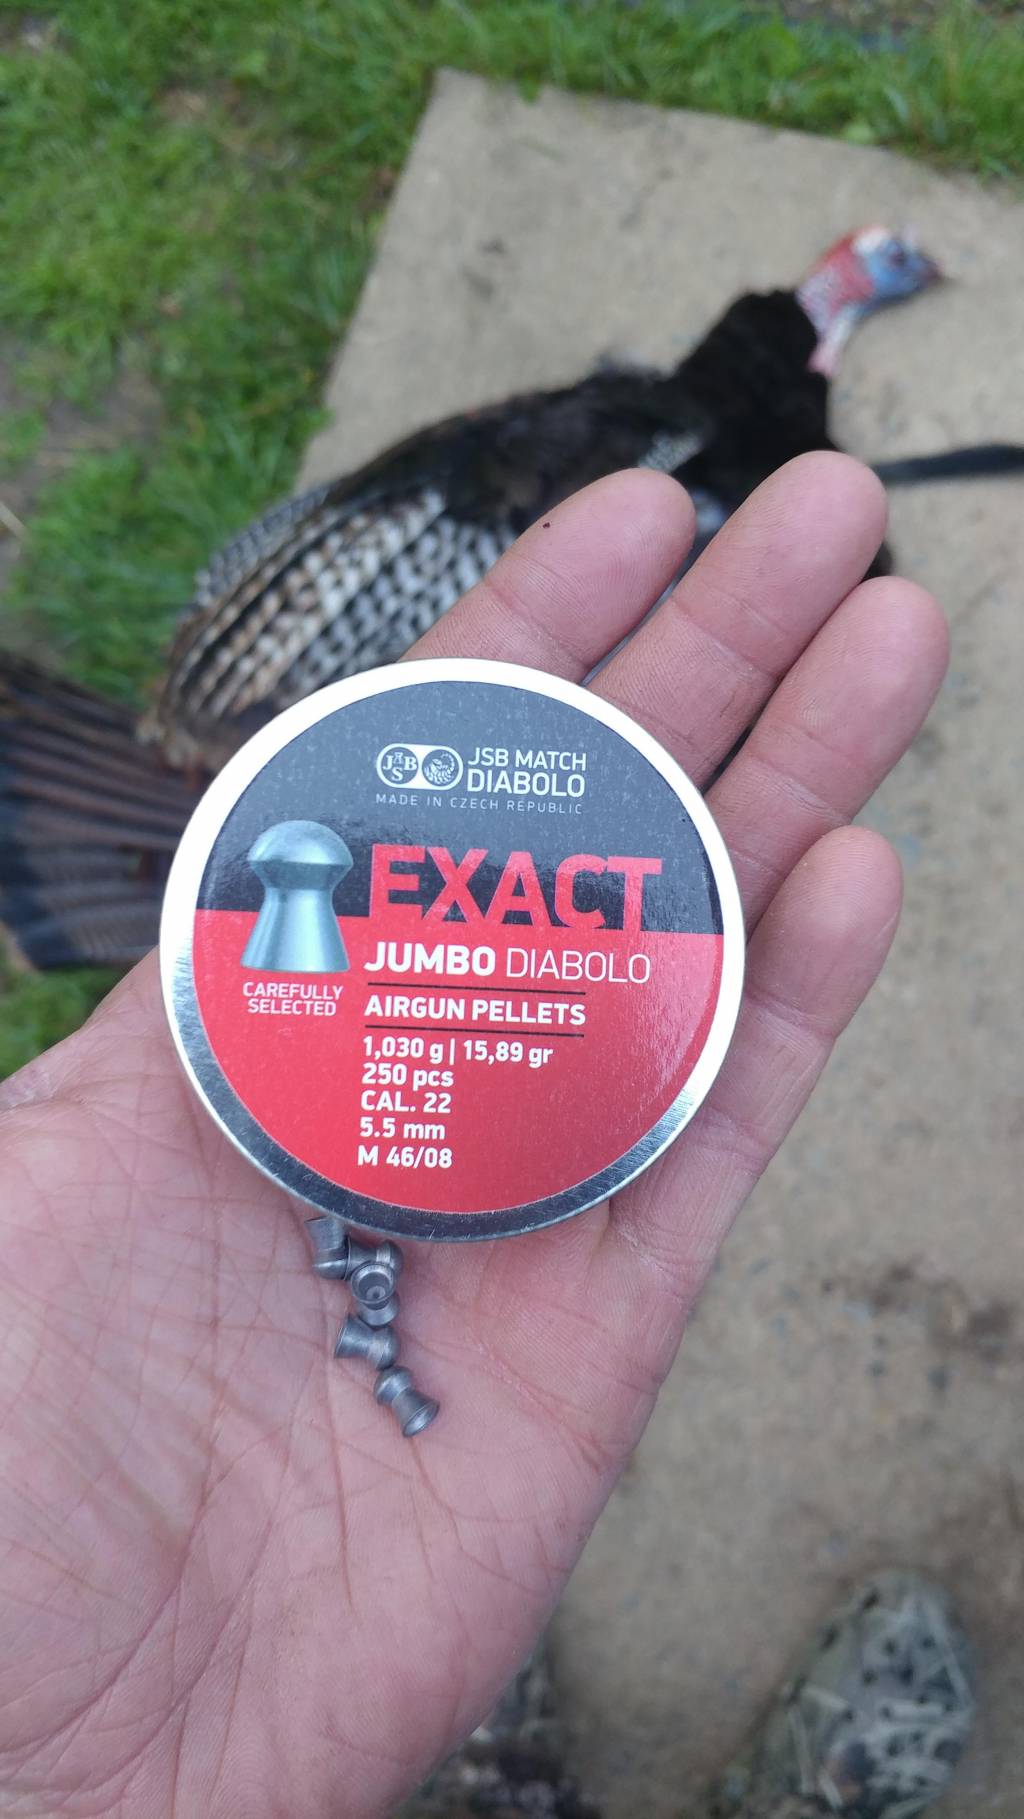 JSB
JSB MATCH
DIABOLO
MADE IN CZECH REPUBLIC
EXACT
JUMBO DIABOLO
CAREFULLY
SELECTED
AIRGUN PELLETS
1,030 g | 15,89 gr
250 pcs
CAL. 22
5.5 mm
M 46/08